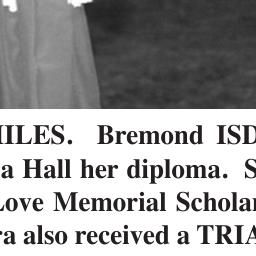 MILES. Bremond ISD
a Hall her diploma. S
Love Memorial Scholar
ra also received a TRIA